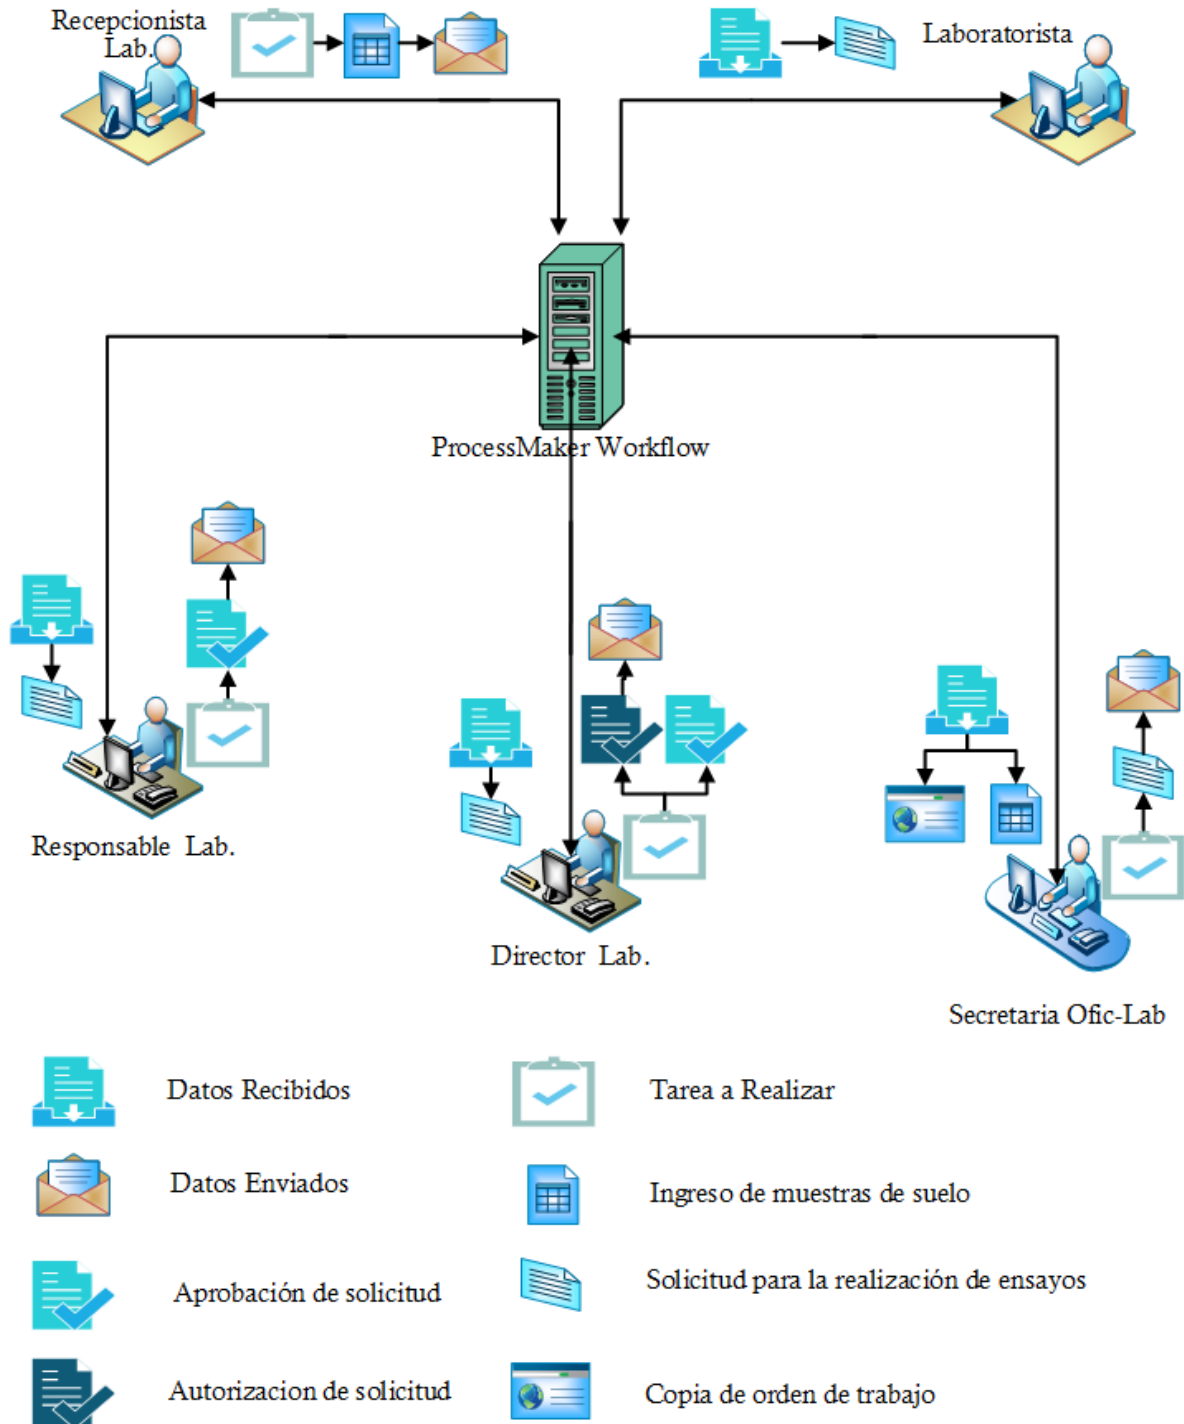 Recepcionista
Lab.
Laboratorista
ProcessMaker Workflow
Responsable Lab.
Director Lab.
Secretaria Ofic-Lab
Datos Recibidos
Tarea a Realizar
Datos Enviados
Ingreso de muestras de suelo
Aprobación de solicitud
Solicitud para la realización de ensayos
Autorizacion de solicitud
Copia de orden de trabajo